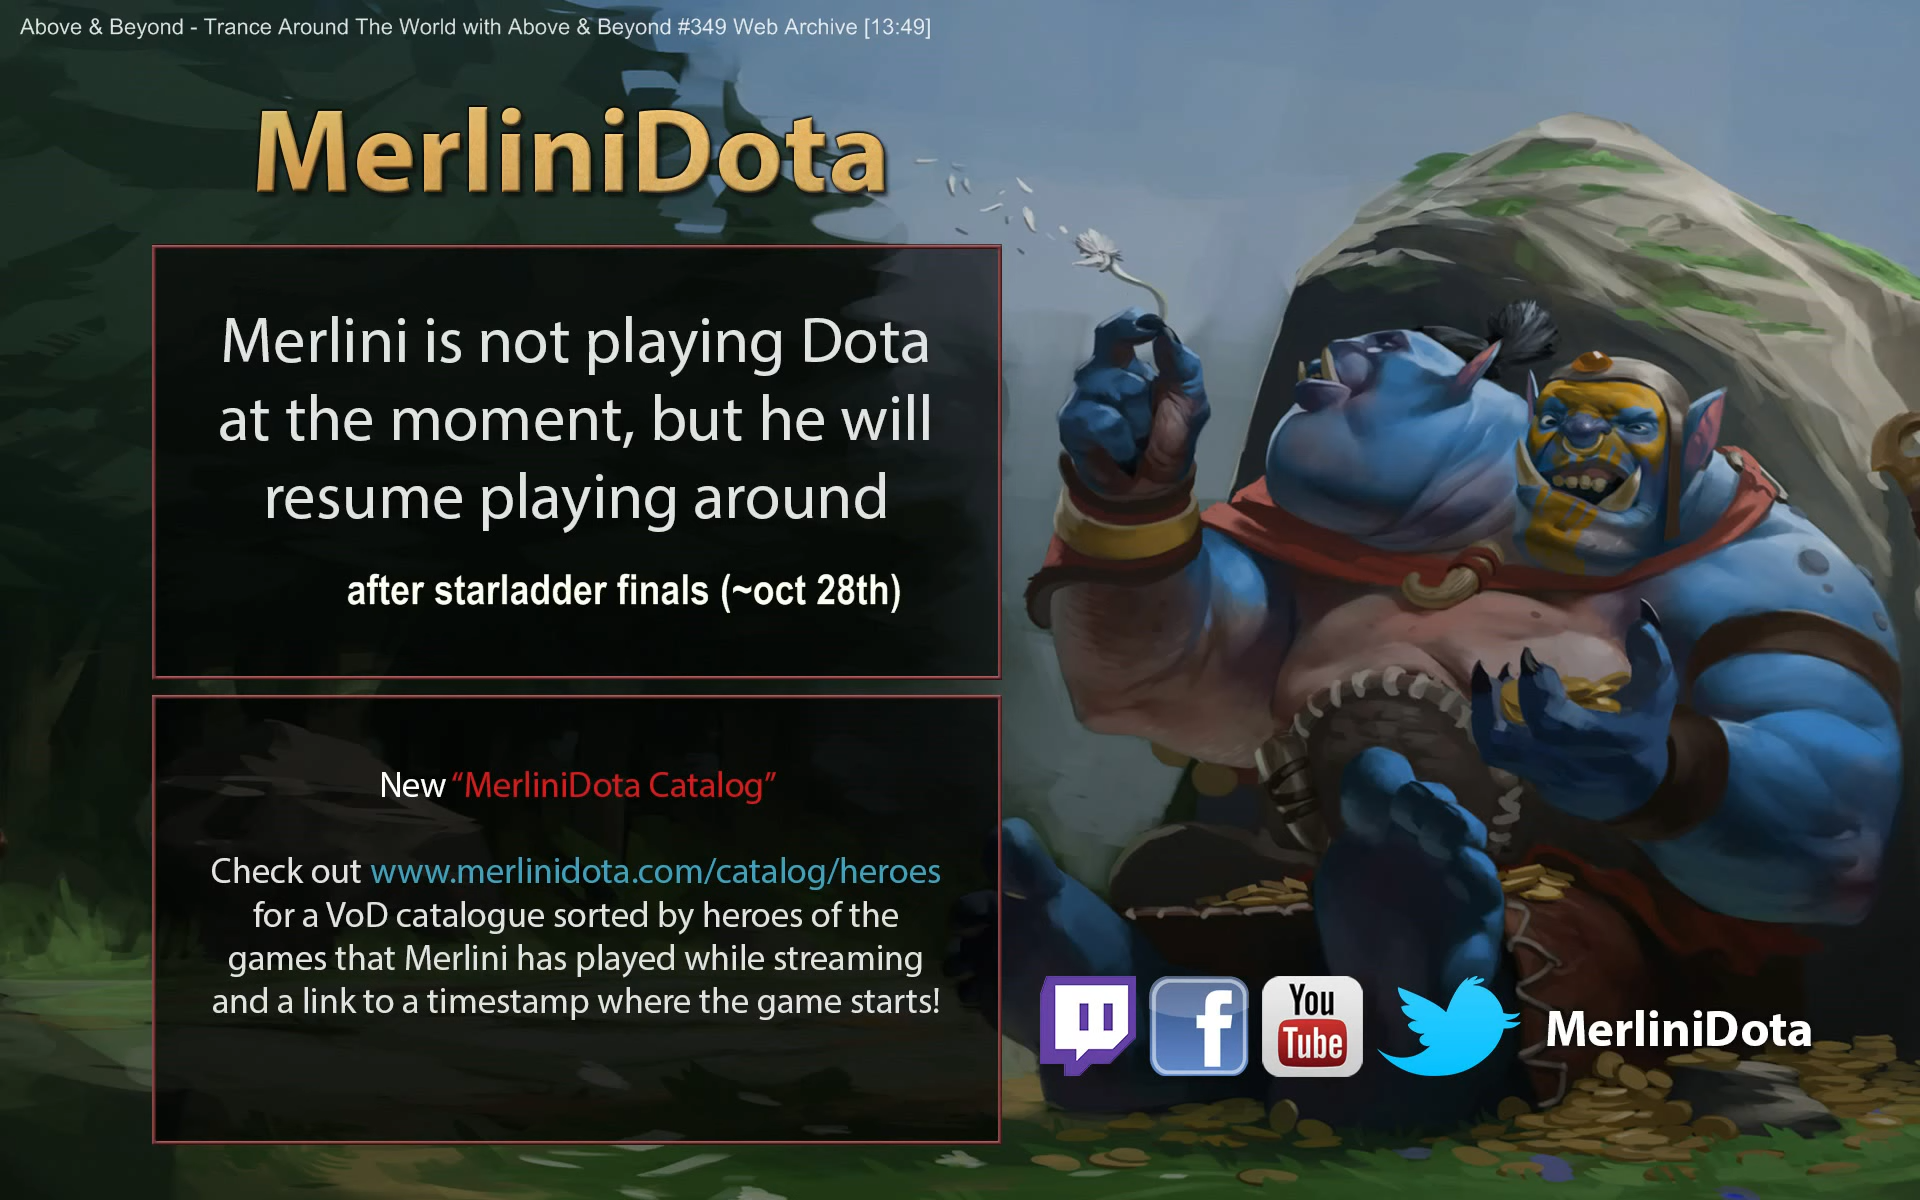 Above & Beyond - Trance Around The World with Above & Beyond #349 Web Archive [13:49]
MerliniDota
Merlini is not playing Dota
at the moment, but he will
resume playing around
after starladder finals (~oct 28th)
New “MerliniDota Catalog”
Check out www.merlinidota.com/catalog/heroes
for a VoD catalogue sorted by heroes of the
games that Merlini has played while streaming
and a link to a timestamp where the game starts!
f
You
Tube
MerliniDota